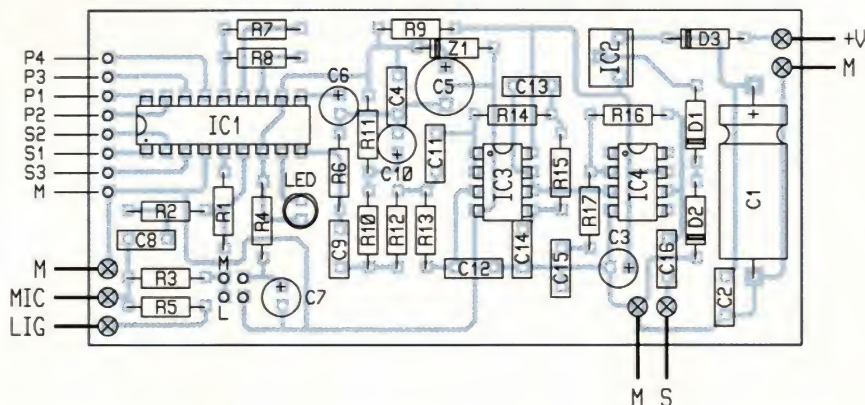 P4
P3
P1
P2
S2
S1
S3
M
M
MIC
LIG
R7
R8
IC1
R9
Z1
C6
C4
C5
R11
C10
C11
R6
LED
R1
R4
R2
C8
R3
R5
M
L
C7
C9
R10
R12
R13
C12
C13
R14
IC3
R15
C14
C15
IC2
R16
IC4
R17
C3
C16
D3
D1
D2
C1
C2
+V
M
M S